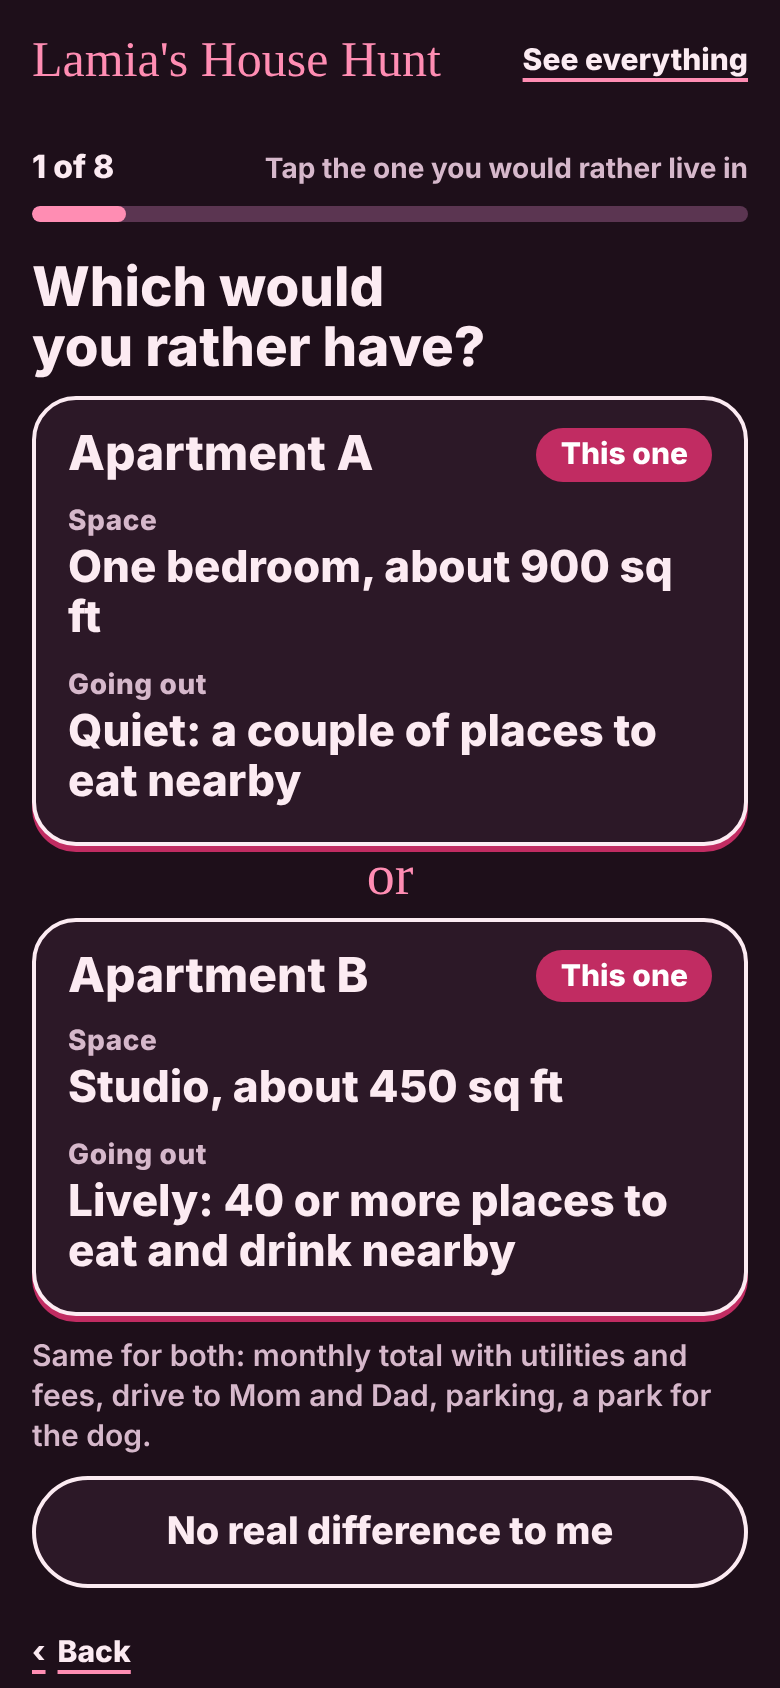 Lamia's House Hunt
See everything
1 of 8
Tap the one you would rather live in
Which would
you rather have?
Apartment A
This one
Space
One bedroom, about 900 sq
ft
Going out
Quiet: a couple of places to
eat nearby
or
Apartment B
This one
Space
Studio, about 450 sq ft
Going out
Lively: 40 or more places to
eat and drink nearby
Same for both: monthly total with utilities and
fees, drive to Mom and Dad, parking, a park for
the dog.
No real difference to me
‹ Back